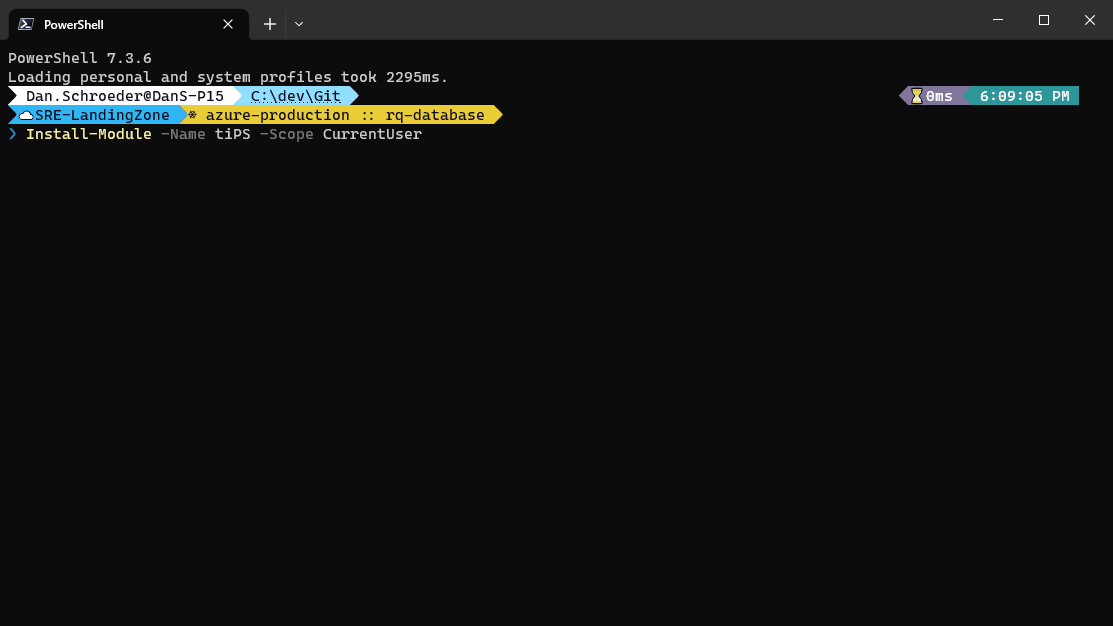 PowerShell
PowerShell 7.3.6
Loading personal and system profiles took 2295ms.
Dan.Schroeder@DanS-P15 C:\dev\Git 0ms 6:09:05 PM
SRE-LandingZone azure-production :: rq-database
❯ Install-Module -Name tiPS -Scope CurrentUser